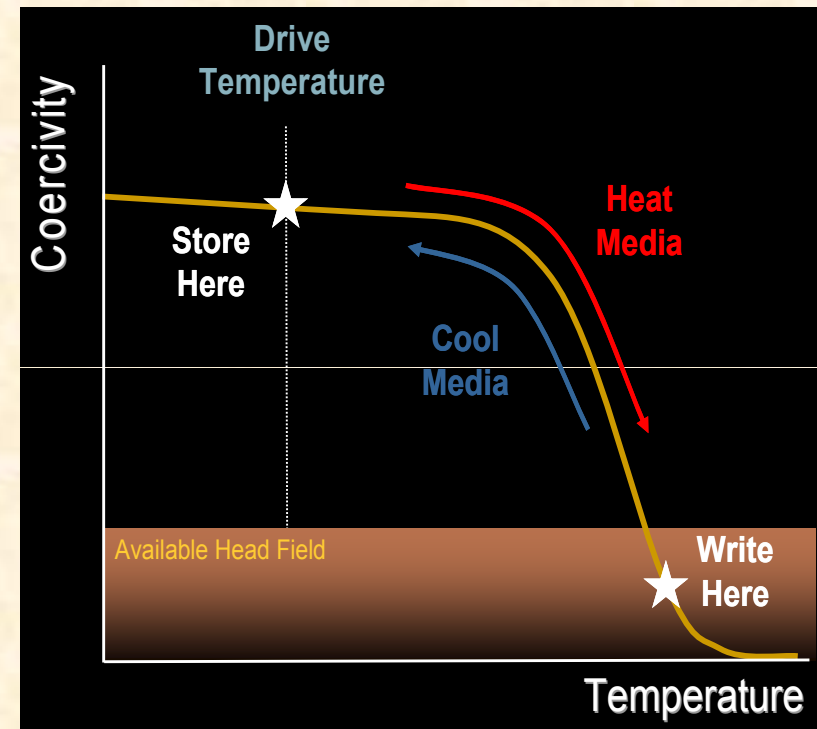 Drive
Temperature
Coercivity
Store
Here
Heat
Media
Cool
Media
Available Head Field
Write
Here
Temperature